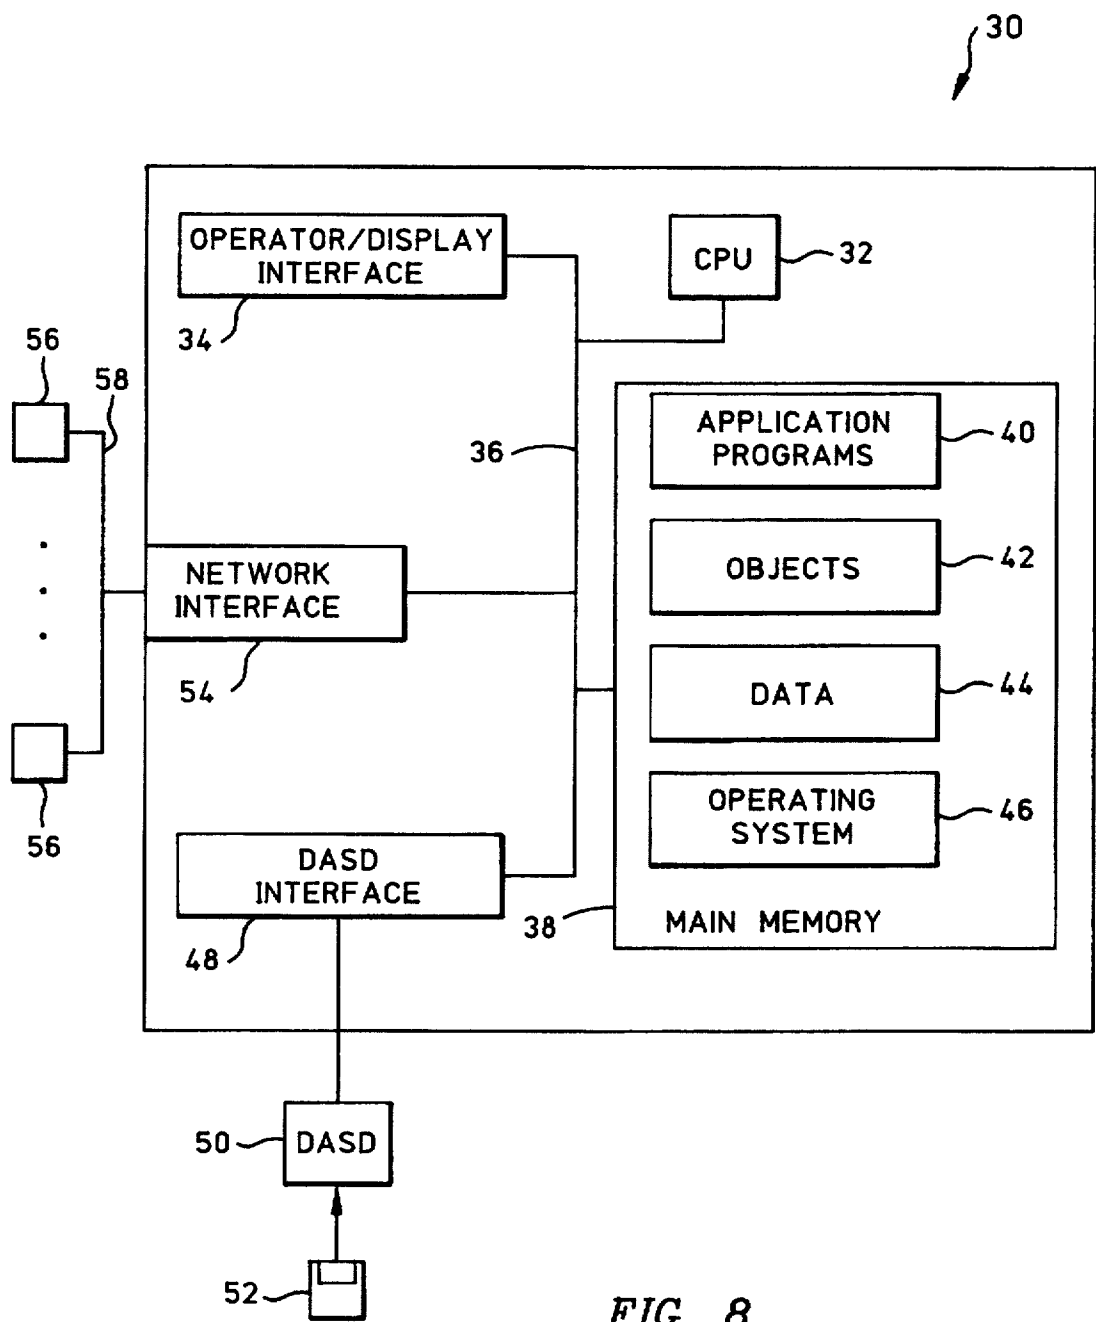 30
OPERATOR/DISPLAY
INTERFACE
CPU
32
34
56
58
36
APPLICATION
PROGRAMS
40
OBJECTS
42
NETWORK
INTERFACE
54
DATA
44
56
OPERATING
SYSTEM
46
DASD
INTERFACE
48
38
MAIN MEMORY
50
DASD
52
FIG. 8